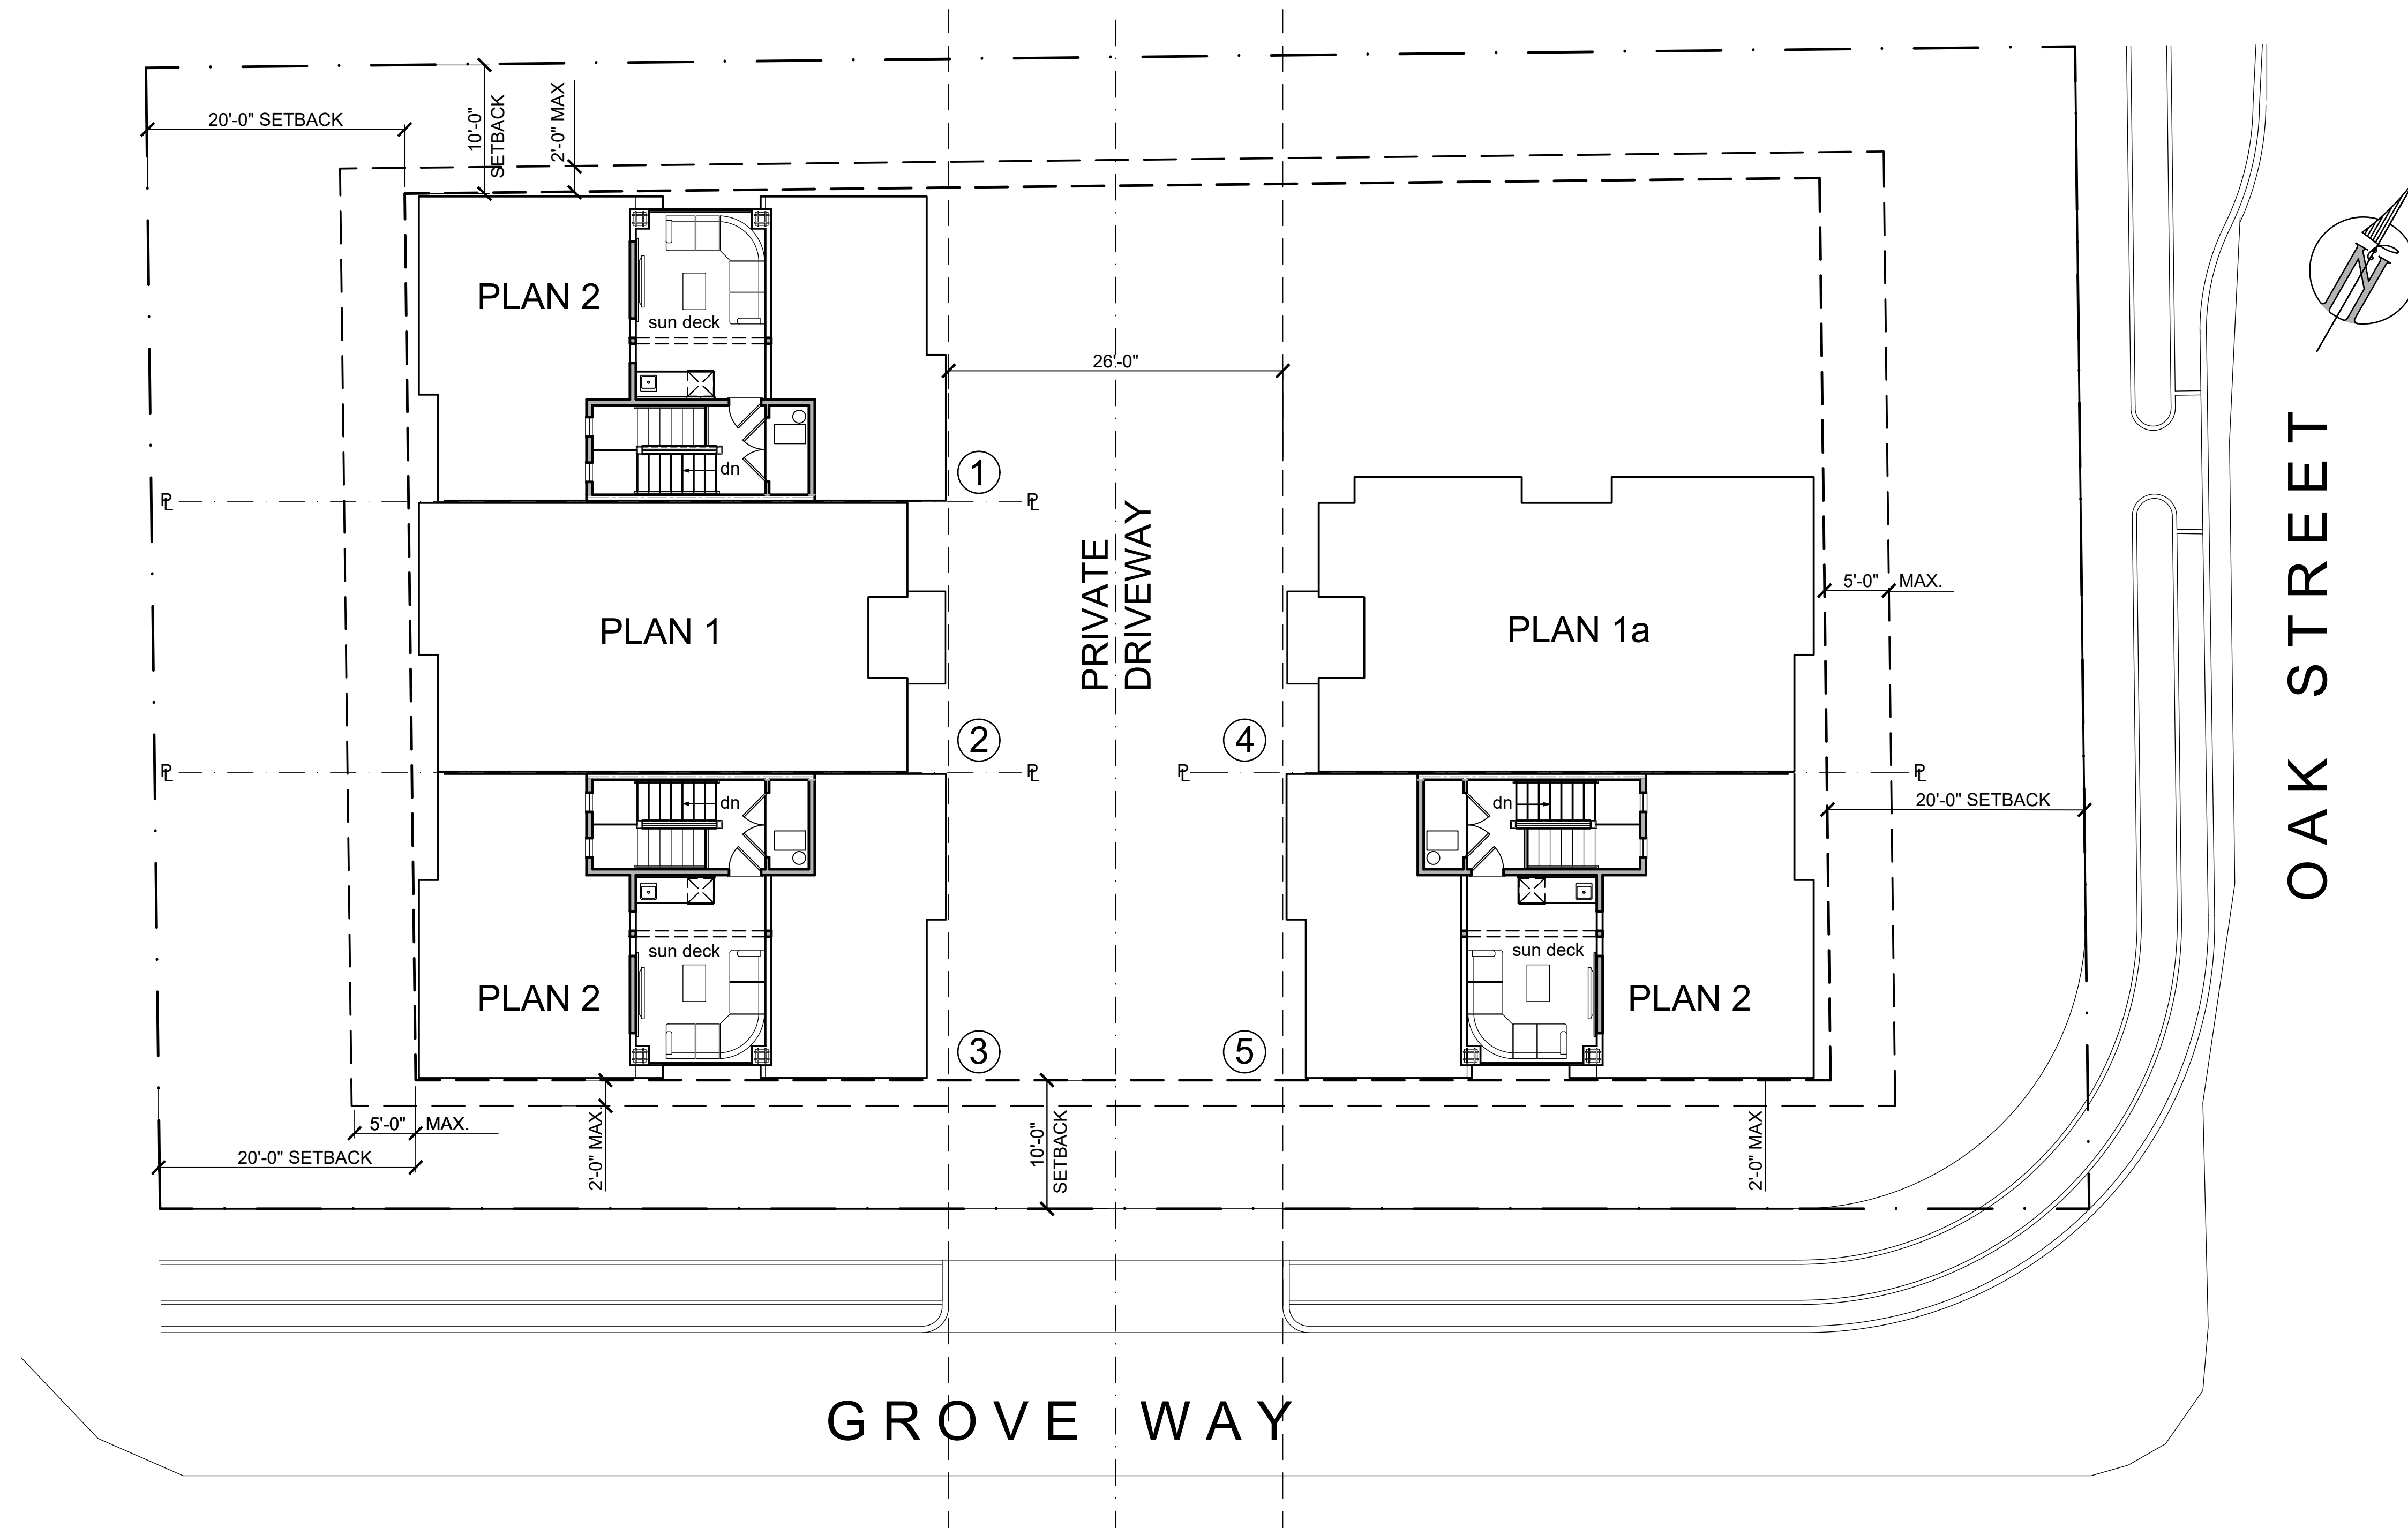 20'-0" SETBACK
10'-0"
SETBACK
2'-0" MAX
PLAN 2
sun deck
26'-0"
dn
1
PL
PL
PRIVATE
DRIVEWAY
N
OAK STREET
5'-0" MAX.
PLAN 1
PLAN 1a
2
4
PL
PL
PL
PL
dn
dn
20'-0" SETBACK
sun deck
sun deck
PLAN 2
PLAN 2
3
5
5'-0" MAX.
2'-0" MAX.
10'-0"
SETBACK
2'-0" MAX
20'-0" SETBACK
GROVE WAY